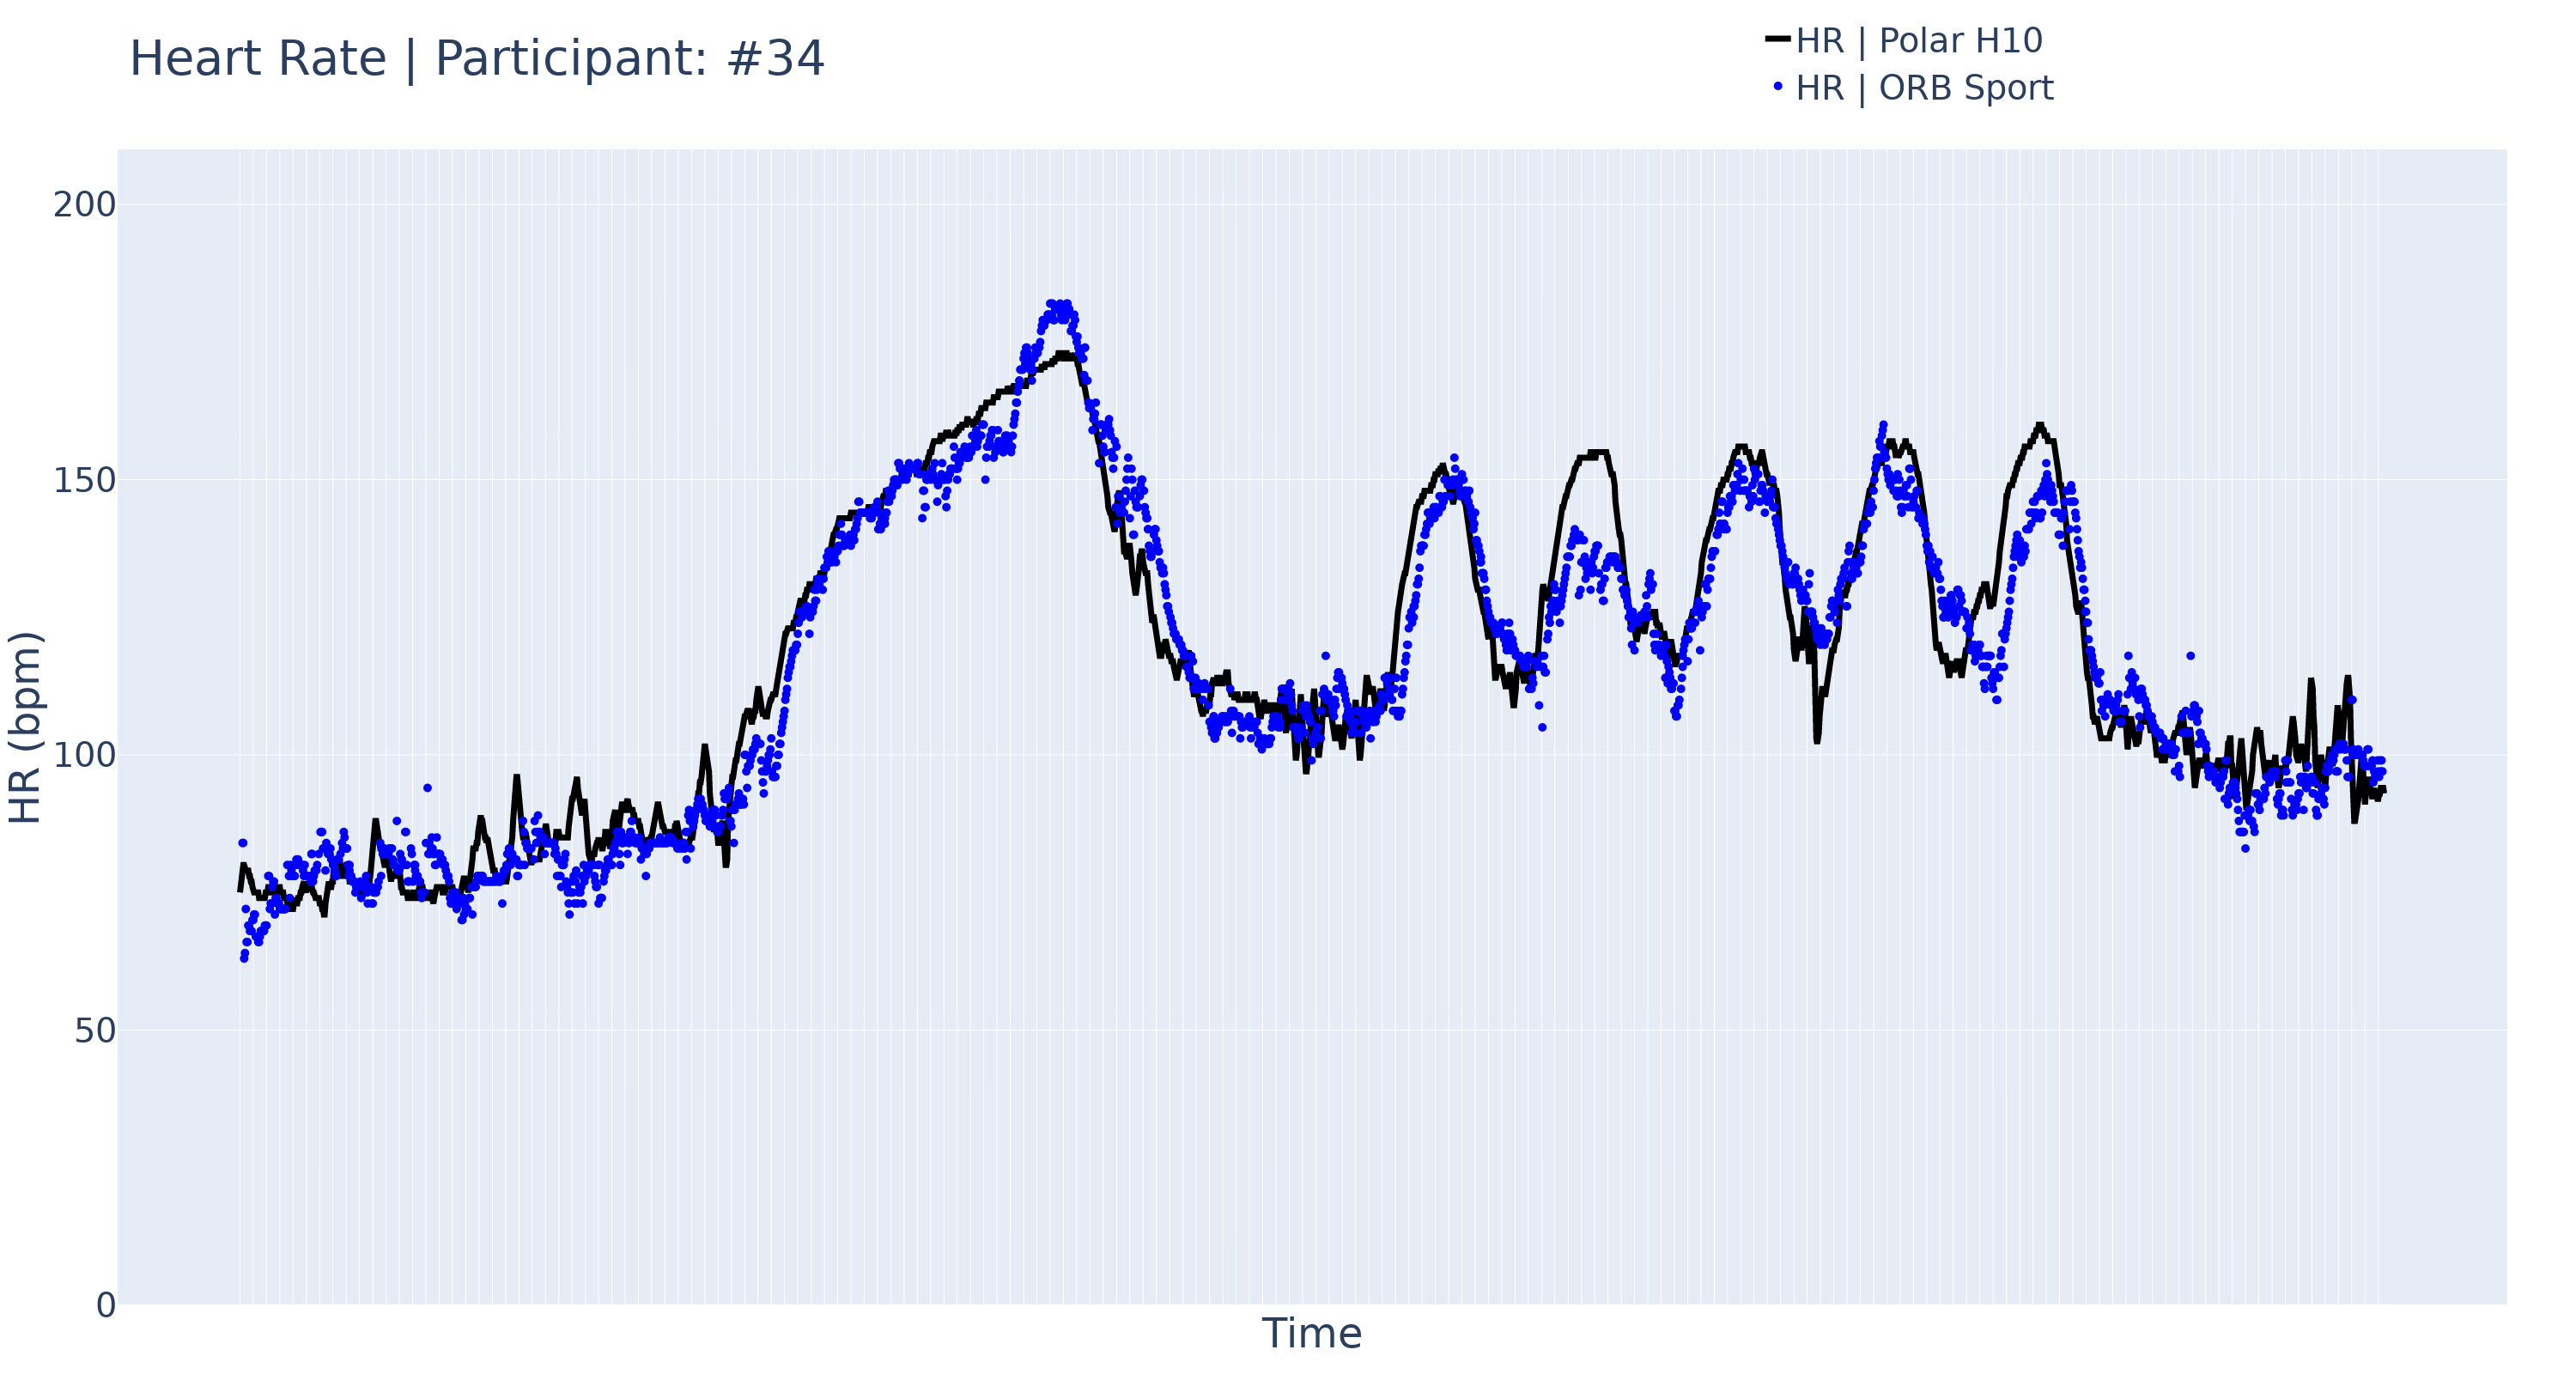 Heart Rate | Participant: #34
HR | Polar H10
HR | ORB Sport
200
150
100
50
0
HR (bpm)
Time